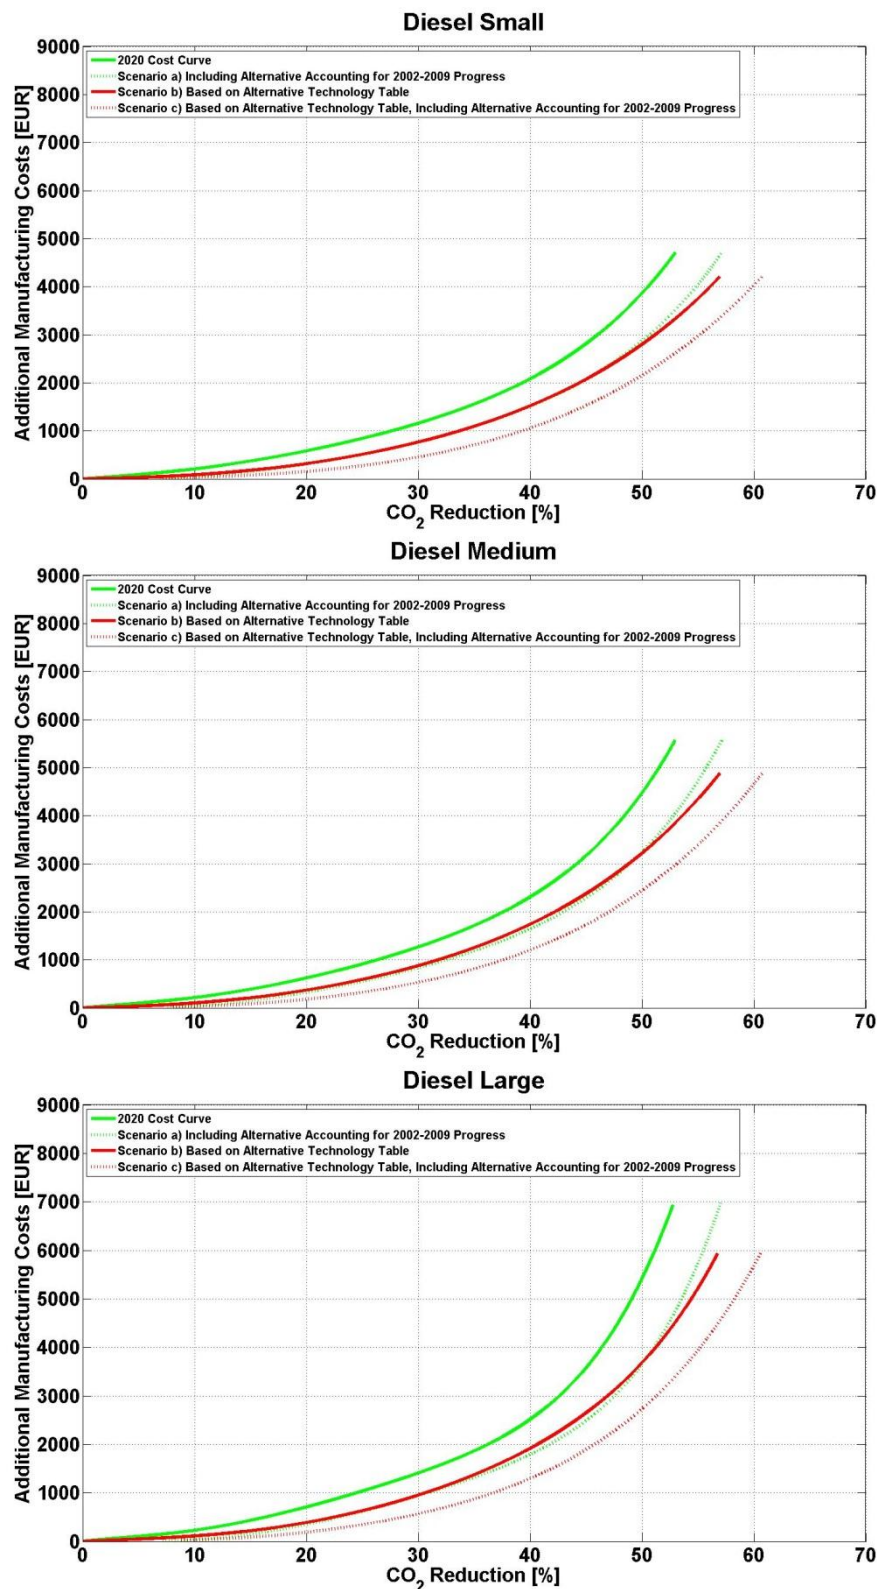 Diesel Small
9000
8000
7000
6000
5000
4000
3000
2000
1000
0
Additional Manufacturing Costs [EUR]
2020 Cost Curve
Scenario a) Including Alternative Accounting for 2002-2009 Progress
Scenario b) Based on Alternative Technology Table
Scenario c) Based on Alternative Technology Table, Including Alternative Accounting for 2002-2009 Progress
0 10 20 30 40 50 60 70
CO2 Reduction [%]
Diesel Medium
9000
8000
7000
6000
5000
4000
3000
2000
1000
0
Additional Manufacturing Costs [EUR]
2020 Cost Curve
Scenario a) Including Alternative Accounting for 2002-2009 Progress
Scenario b) Based on Alternative Technology Table
Scenario c) Based on Alternative Technology Table, Including Alternative Accounting for 2002-2009 Progress
0 10 20 30 40 50 60 70
CO2 Reduction [%]
Diesel Large
9000
8000
7000
6000
5000
4000
3000
2000
1000
0
Additional Manufacturing Costs [EUR]
2020 Cost Curve
Scenario a) Including Alternative Accounting for 2002-2009 Progress
Scenario b) Based on Alternative Technology Table
Scenario c) Based on Alternative Technology Table, Including Alternative Accounting for 2002-2009 Progress
0 10 20 30 40 50 60 70
CO2 Reduction [%]